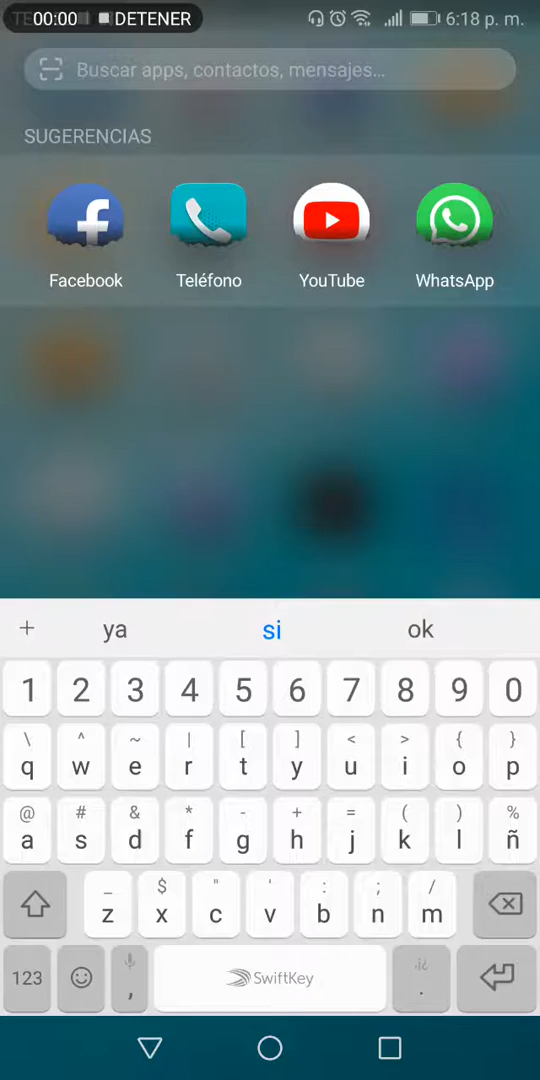 00:00 DETENER 6:18 p. m.
Buscar apps, contactos, mensajes...
SUGERENCIAS
Facebook Teléfono YouTube WhatsApp
+ ya si ok
1 2 3 4 5 6 7 8 9 0
\ ^ ~ | [ ] < > { }
q w e r t y u i o p
@ # & * - + = ( ) %
a s d f g h j k l ñ
_ $ " ' : ; /
z x c v b n m
123 , SwiftKey ¡¿ .